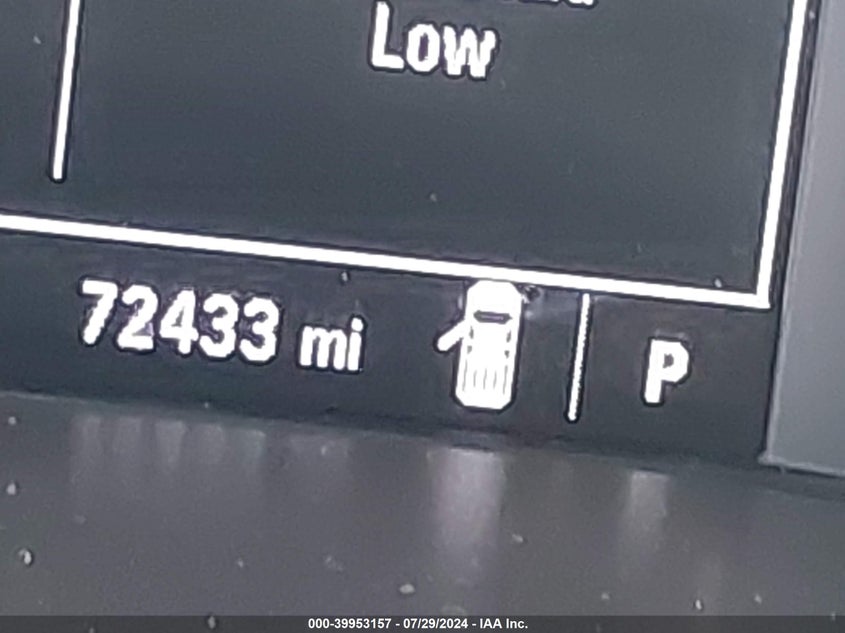 Low
72433 mi
P
000-39953157 - 07/29/2024 - IAA Inc.